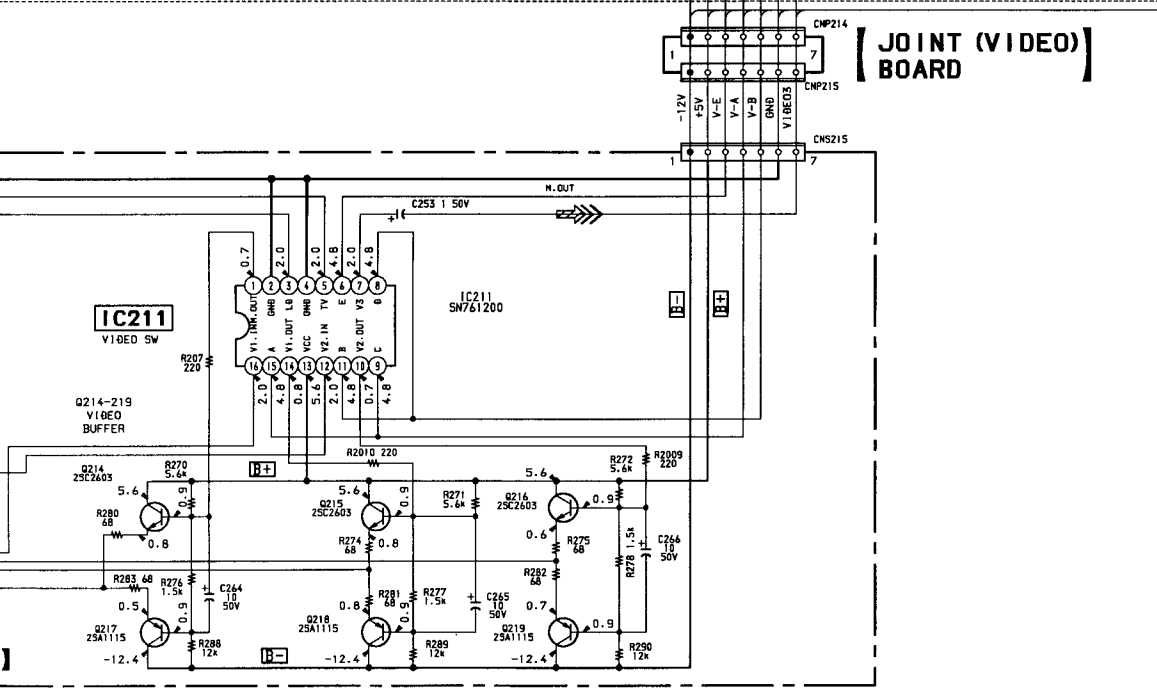 CNP214
JOINT (VIDEO)
BOARD
1
7
CNP215
-12V
+5V
V-E
V-A
V-B
GND
VIDEO3
CNS215
1
7
M.OUT
C253 1 50V
+
0.7
2.0
2.0
4.8
2.0
4.8
1 2 3 4 5 6 7 8
M.OUT
GND
LD
GND
TV
E
V3
D
IC211
SN761200
B-
B+
IC211
VIDEO SW
V1.IN
A
V1.OUT
VCC
V2.IN
B
V2.OUT
C
16 15 14 13 12 11 10 9
R207
220
2.0
4.8
0.8
5.6
2.0
4.8
0.7
4.8
Q214-219
VIDEO
BUFFER
R2010 220
R272
5.6k
R2009
220
Q214
2SC2603
R270
5.6k
B+
5.6
0.9
5.6
Q215
2SC2603
0.9
R271
5.6k
Q216
2SC2603
5.6
0.9
R280
68
0.8
R274
68
0.8
0.6
R275
68
R278 1.5k
+
C266
10
50V
R283 68
R276
1.5k
+
C264
10
50V
R281
68
R277
1.5k
+
C265
10
50V
R282
68
0.5
0.9
0.8
0.9
0.7
0.9
Q217
2SA1115
Q218
2SA1115
Q219
2SA1115
R288
12k
R289
12k
R290
12k
-12.4
B-
-12.4
-12.4